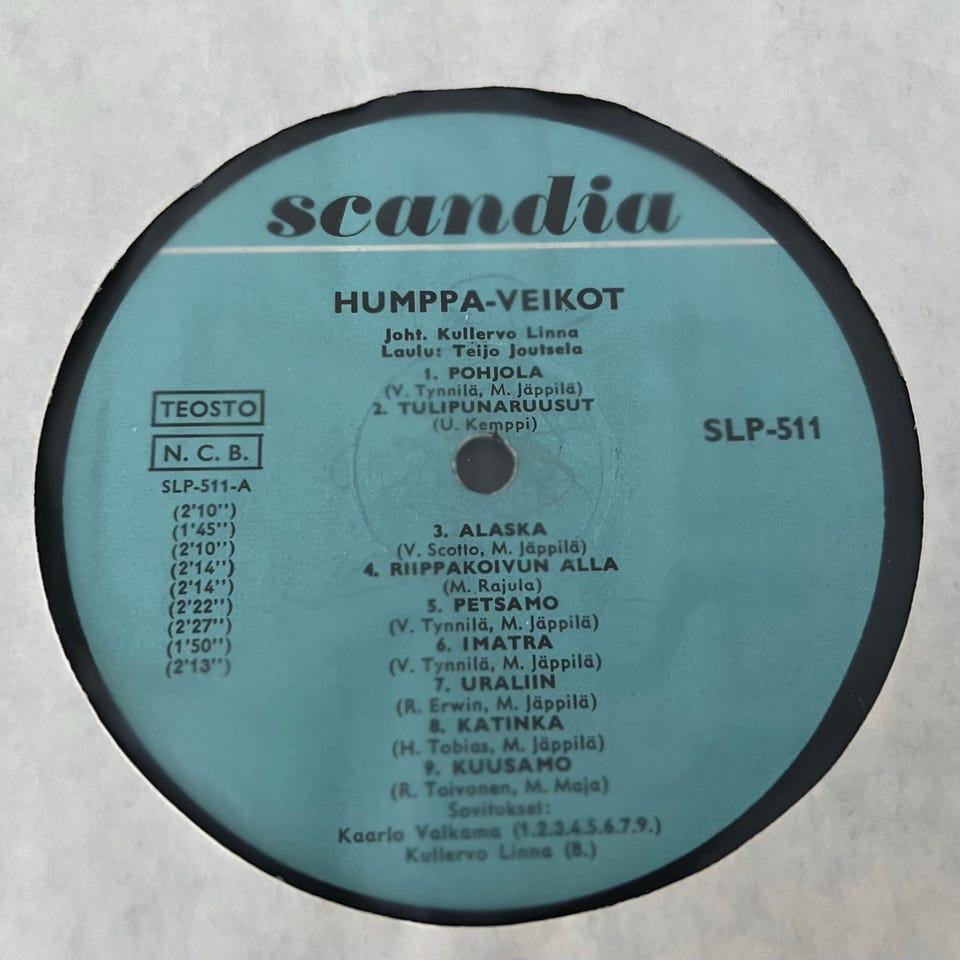 scandia
HUMPPA-VEIKOT
Joht. Kullervo Linna
Laulu: Teijo Joutsela
1. POHJOLA
(V. Tynnilä, M. Jäppilä)
2. TULIPUNARUUSUT
(U. Kemppi)
TEOSTO
N. C. B.
SLP-511-A
(2'10'')
(1'45'')
(2'10'')
(2'14'')
(2'14'')
(2'22'')
(2'27'')
(1'50'')
(2'13'')
SLP-511
3. ALASKA
(V. Scotto, M. Jäppilä)
4. RIIPPAKOIVUN ALLA
(M. Rajula)
5. PETSAMO
(V. Tynnilä, M. Jäppilä)
6. IMATRA
(V. Tynnilä, M. Jäppilä)
7. URALIIN
(R. Erwin, M. Jäppilä)
8. KATINKA
(H. Tobias, M. Jäppilä)
9. KUUSAMO
(R. Toivonen, M. Maja)
Sovitukset:
Kaarlo Valkama (1.2.3.4.5.6.7.9.)
Kullervo Linna (8.)